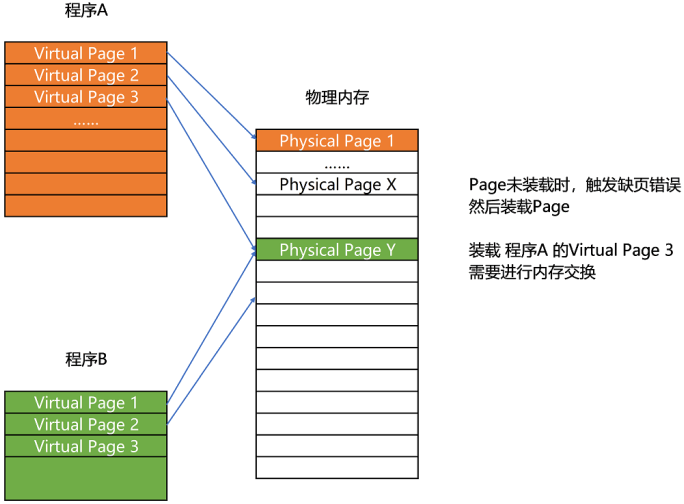 程序A
Virtual Page 1
Virtual Page 2
Virtual Page 3
……
物理内存
Physical Page 1
……
Physical Page X
Physical Page Y
Page未装载时，触发缺页错误
然后装载Page
装载 程序A 的Virtual Page 3
需要进行内存交换
程序B
Virtual Page 1
Virtual Page 2
Virtual Page 3